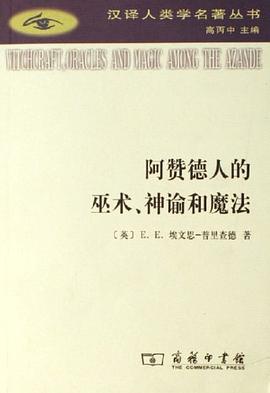 汉译人类学名著丛书
高丙中 主编
WITCHCRAFT, ORACLES AND MAGIC AMONG THE AZANDE
阿赞德人的
巫术、神谕和魔法
〔英〕E. E. 埃文思-普里查德 著
商务印书馆
THE COMMERCIAL PRESS